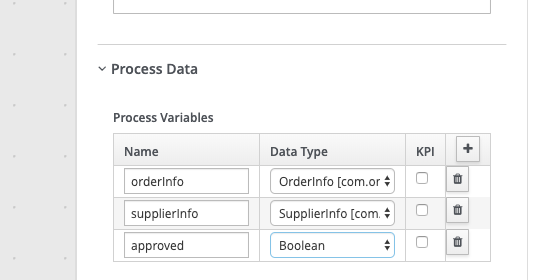 Process Data
Process Variables
Name Data Type KPI
orderInfo OrderInfo [com.or
supplierInfo SupplierInfo [com.
approved Boolean